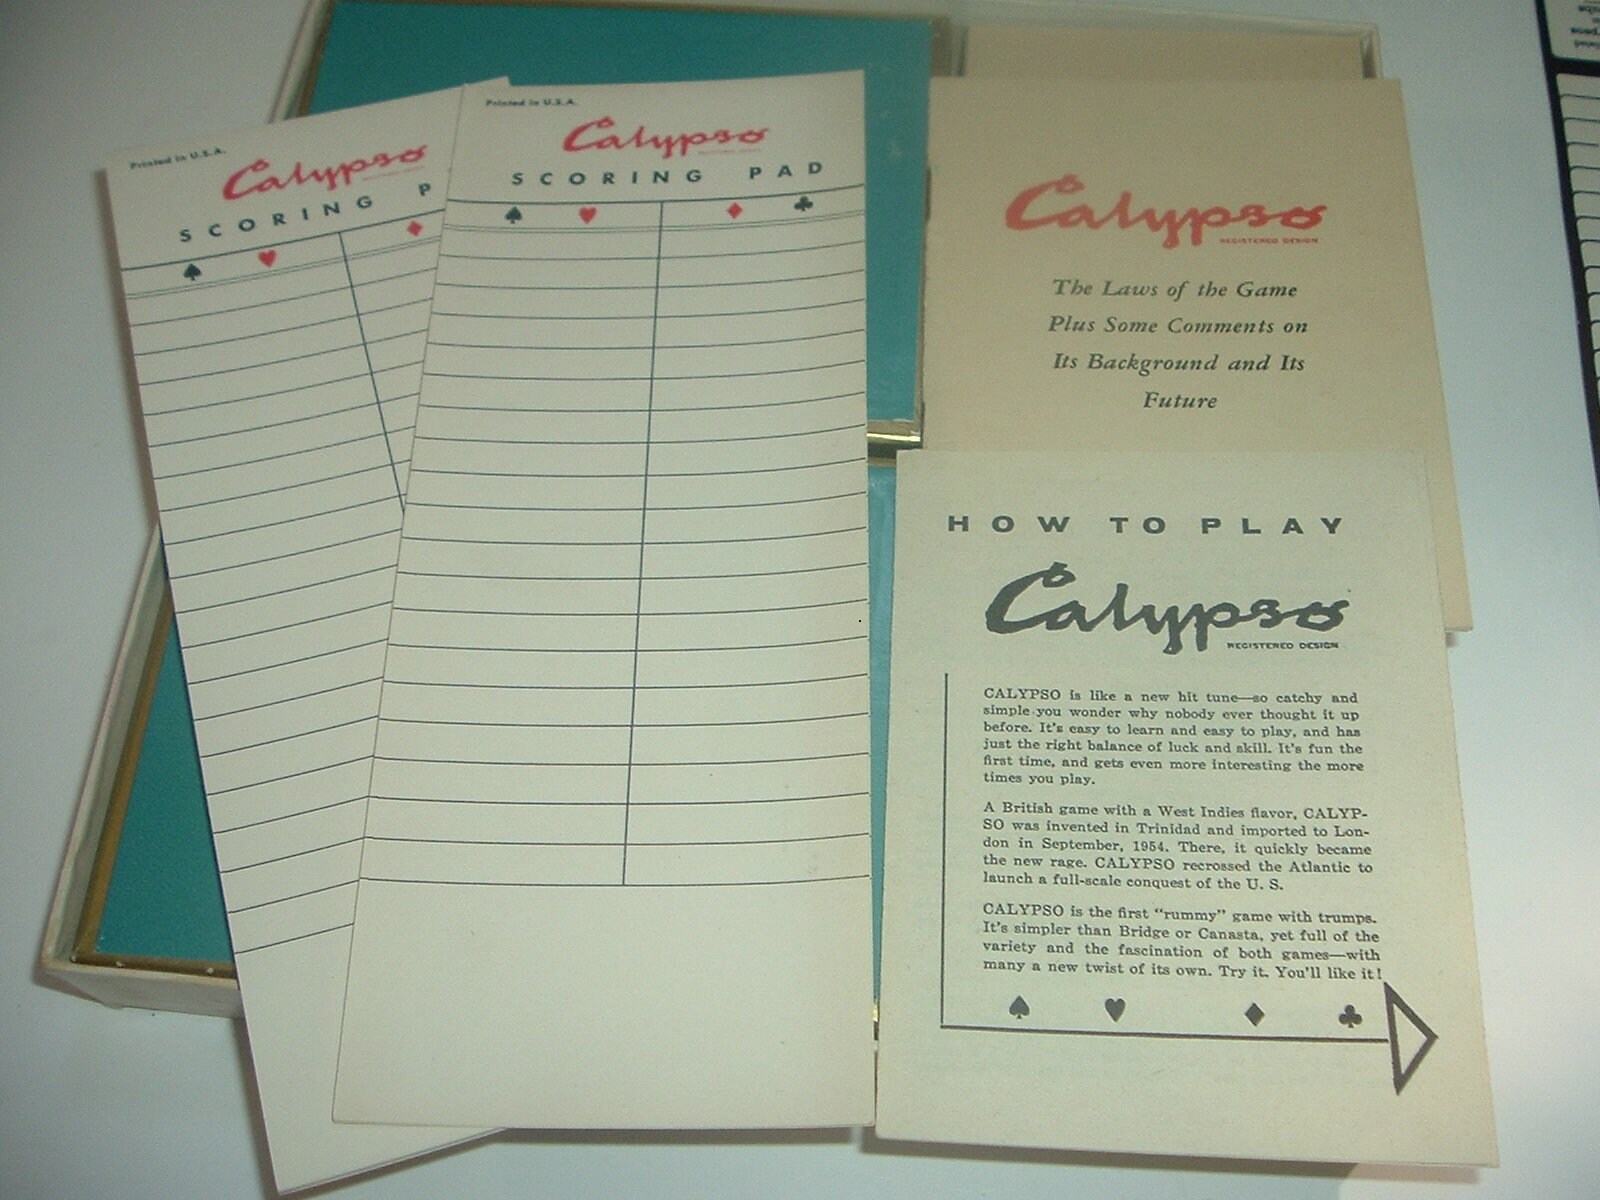 Printed in U.S.A.
Calypso
SCORING P
Printed in U.S.A.
Calypso
SCORING PAD
Calypso
REGISTERED DESIGN
The Laws of the Game
Plus Some Comments on
Its Background and Its
Future
HOW TO PLAY
Calypso
REGISTERED DESIGN
CALYPSO is like a new hit tune—so catchy and
simple you wonder why nobody ever thought it up
before. It's easy to learn and easy to play, and has
just the right balance of luck and skill. It's fun the
first time, and gets even more interesting the more
times you play.
A British game with a West Indies flavor, CALYP-
SO was invented in Trinidad and imported to Lon-
don in September, 1954. There, it quickly became
the new rage. CALYPSO recrossed the Atlantic to
launch a full-scale conquest of the U. S.
CALYPSO is the first "rummy" game with trumps.
It's simpler than Bridge or Canasta, yet full of the
variety and the fascination of both games—with
many a new twist of its own. Try it. You'll like it!